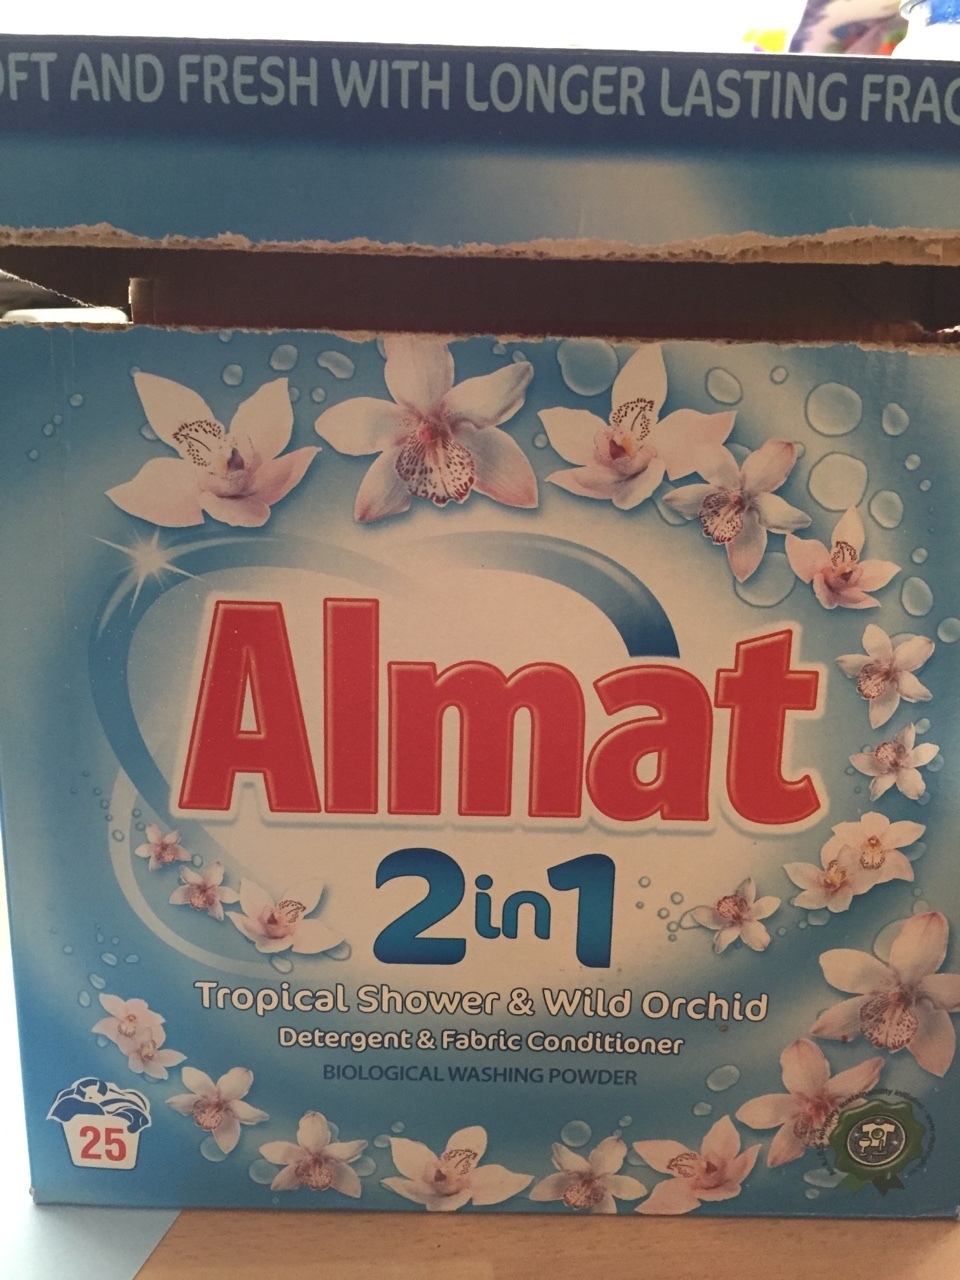 OFT AND FRESH WITH LONGER LASTING FRAG
Almat
2in1
Tropical Shower & Wild Orchid
Detergent & Fabric Conditioner
BIOLOGICAL WASHING POWDER
25